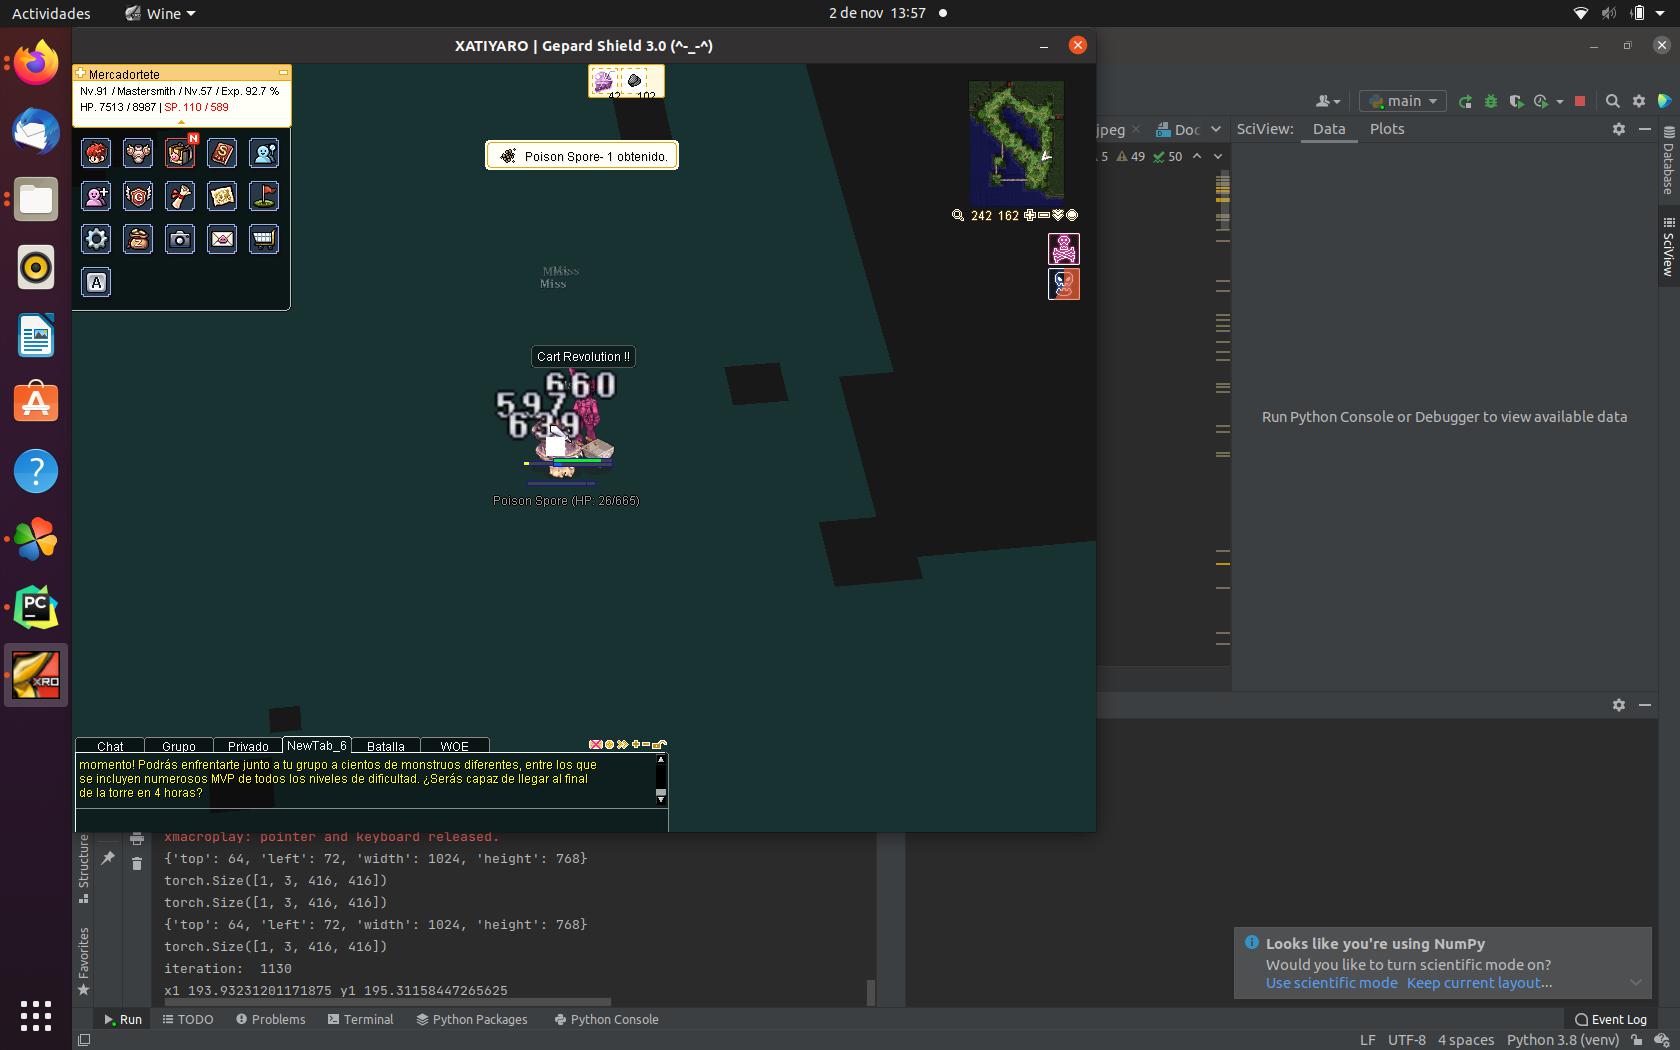 Actividades
Wine
2 de nov 13:57
XATIYARO | Gepard Shield 3.0 (^-_-^)
Mercadortete
Nv.91 / Mastersmith / Nv.57 / Exp. 92.7 %
HP. 7513 / 8987 | SP. 110 / 589
N
A
42
102
Poison Spore- 1 obtenido.
242 162
Miss
Miss
Miss
Cart Revolution !!
660
597
639
Poison Spore (HP: 26/665)
Chat
Grupo
Privado
NewTab_6
Batalla
WOE
momento! Podrás enfrentarte junto a tu grupo a cientos de monstruos diferentes, entre los que
se incluyen numerosos MVP de todos los niveles de dificultad. ¿Serás capaz de llegar al final
de la torre en 4 horas?
main
jpeg
Doc
5
49
50
SciView:
Data
Plots
Database
SciView
Run Python Console or Debugger to view available data
xmacroplay: pointer and keyboard released.
{'top': 64, 'left': 72, 'width': 1024, 'height': 768}
torch.Size([1, 3, 416, 416])
torch.Size([1, 3, 416, 416])
{'top': 64, 'left': 72, 'width': 1024, 'height': 768}
torch.Size([1, 3, 416, 416])
iteration:  1130
x1 193.93231201171875 y1 195.31158447265625
Structure
Favorites
Looks like you're using NumPy
Would you like to turn scientific mode on?
Use scientific mode Keep current layout...
Run
TODO
Problems
Terminal
Python Packages
Python Console
Event Log
LF
UTF-8
4 spaces
Python 3.8 (venv)
PC
XRO